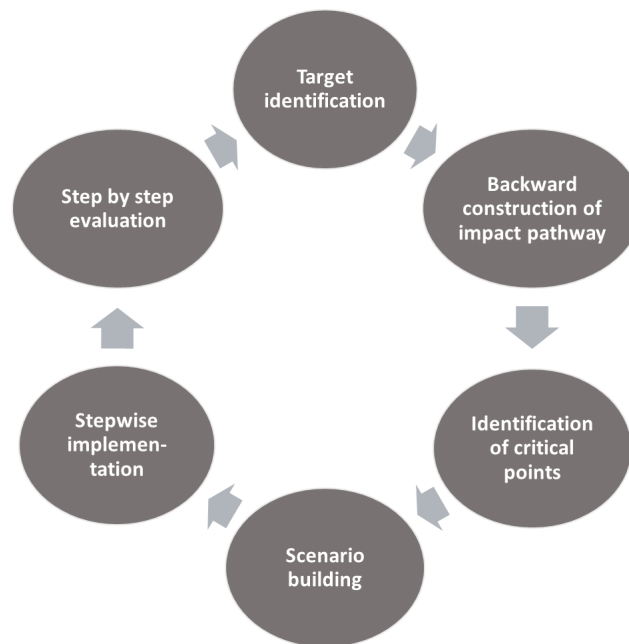 Target
identification
Backward
construction of
impact pathway
Identification
of critical
points
Scenario
building
Stepwise
implemen-
tation
Step by step
evaluation